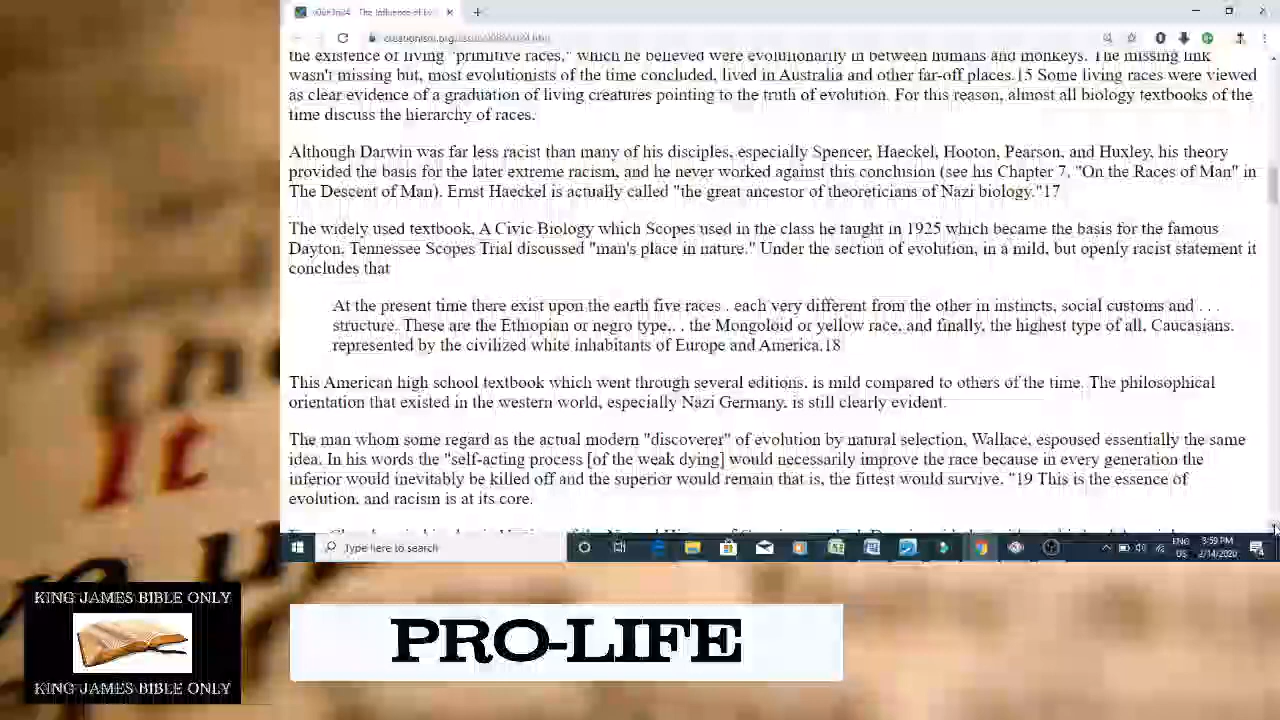 The Influence of
the existence of living "primitive races," which he believed were evolutionarily in between humans and monkeys. The missing link
wasn't missing but, most evolutionists of the time concluded, lived in Australia and other far-off places.15 Some living races were viewed
as clear evidence of a graduation of living creatures pointing to the truth of evolution. For this reason, almost all biology textbooks of the
time discuss the hierarchy of races.
Although Darwin was far less racist than many of his disciples, especially Spencer, Haeckel, Hooton, Pearson, and Huxley, his theory
provided the basis for the later extreme racism, and he never worked against this conclusion (see his Chapter 7, "On the Races of Man" in
The Descent of Man). Ernst Haeckel is actually called "the great ancestor of theoreticians of Nazi biology."17
The widely used textbook, A Civic Biology which Scopes used in the class he taught in 1925 which became the basis for the famous
Dayton, Tennessee Scopes Trial discussed "man's place in nature." Under the section of evolution, in a mild, but openly racist statement it
concludes that
At the present time there exist upon the earth five races . each very different from the other in instincts, social customs and . . .
structure. These are the Ethiopian or negro type,. . the Mongoloid or yellow race, and finally, the highest type of all, Caucasians,
represented by the civilized white inhabitants of Europe and America.18
This American high school textbook which went through several editions, is mild compared to others of the time. The philosophical
orientation that existed in the western world, especially Nazi Germany, is still clearly evident.
The man whom some regard as the actual modern "discoverer" of evolution by natural selection, Wallace, espoused essentially the same
idea. In his words the "self-acting process [of the weak dying] would necessarily improve the race because in every generation the
inferior would inevitably be killed off and the superior would remain that is, the fittest would survive. "19 This is the essence of
evolution, and racism is at its core.
Type here to search
ENG
US
3:59 PM
2/14/2020
It
KING JAMES BIBLE ONLY
KING JAMES BIBLE ONLY
PRO-LIFE